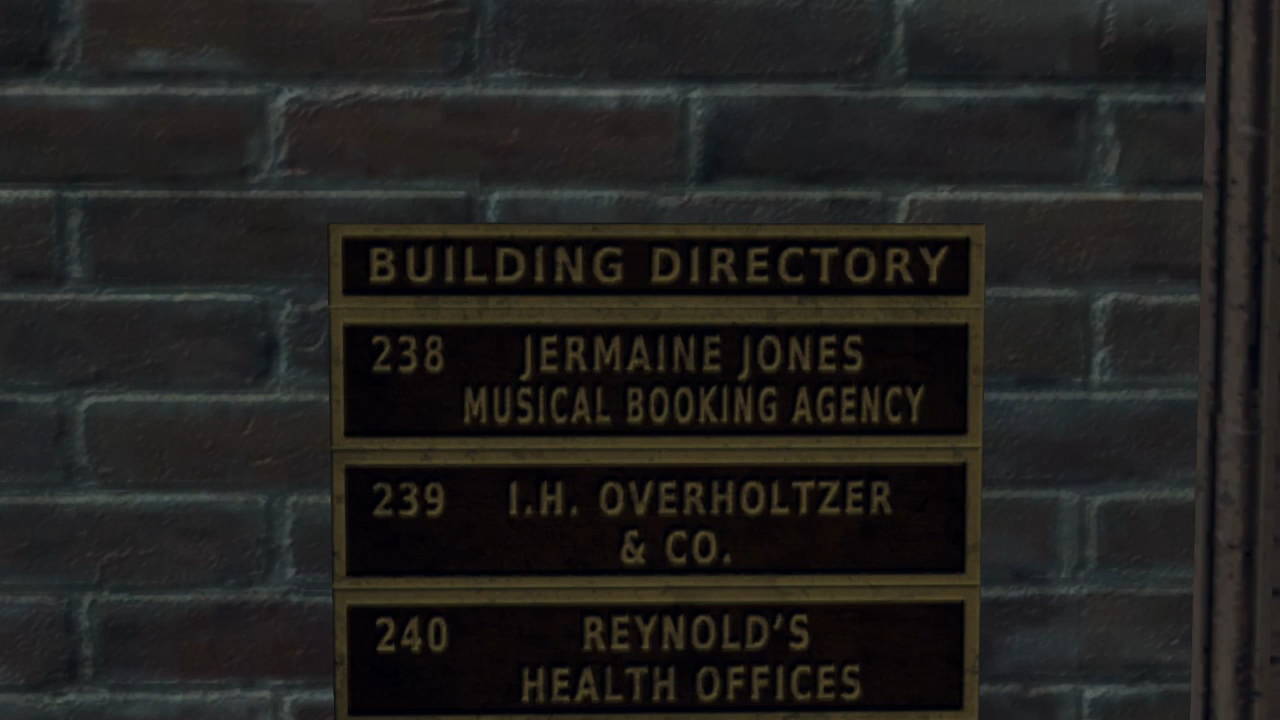 BUILDING DIRECTORY
238 JERMAINE JONES
MUSICAL BOOKING AGENCY
239 I.H. OVERHOLTZER
& CO.
240 REYNOLD'S
HEALTH OFFICES